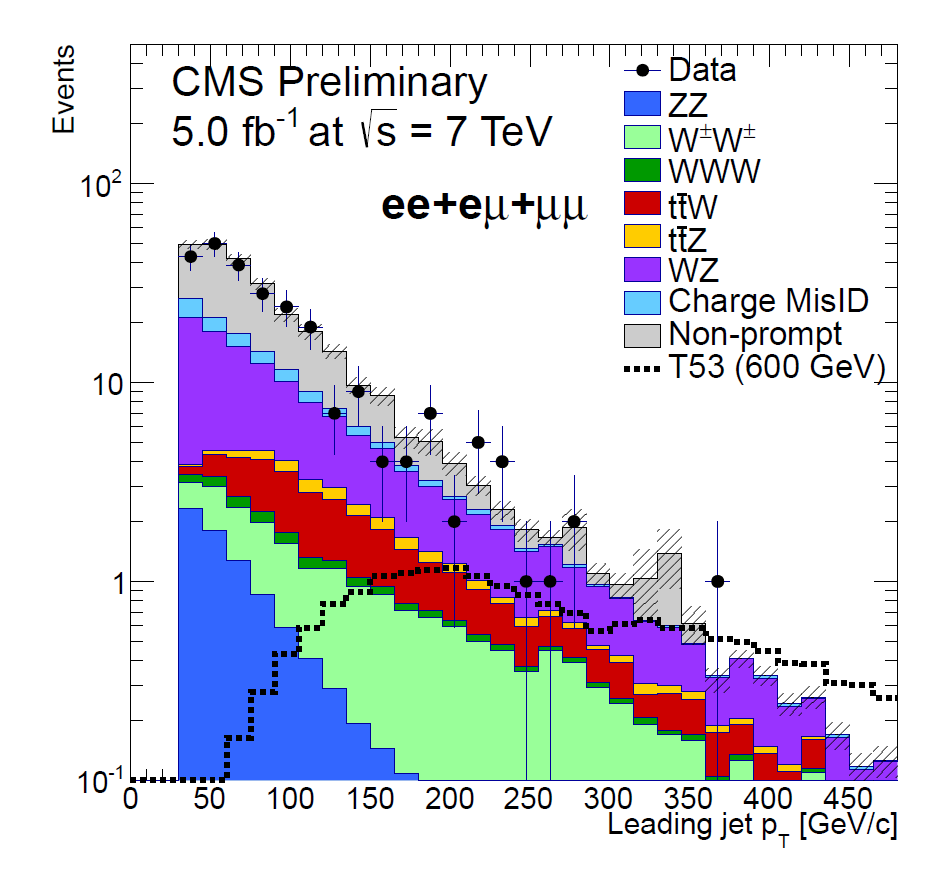 Events
CMS Preliminary
5.0 fb⁻¹ at √s = 7 TeV
ee+eμ+μμ
Data
ZZ
W±W±
WWW
tt̄W
tt̄Z
WZ
Charge MisID
Non-prompt
T53 (600 GeV)
10²
10
1
10⁻¹
0 50 100 150 200 250 300 350 400 450
Leading jet p_T [GeV/c]